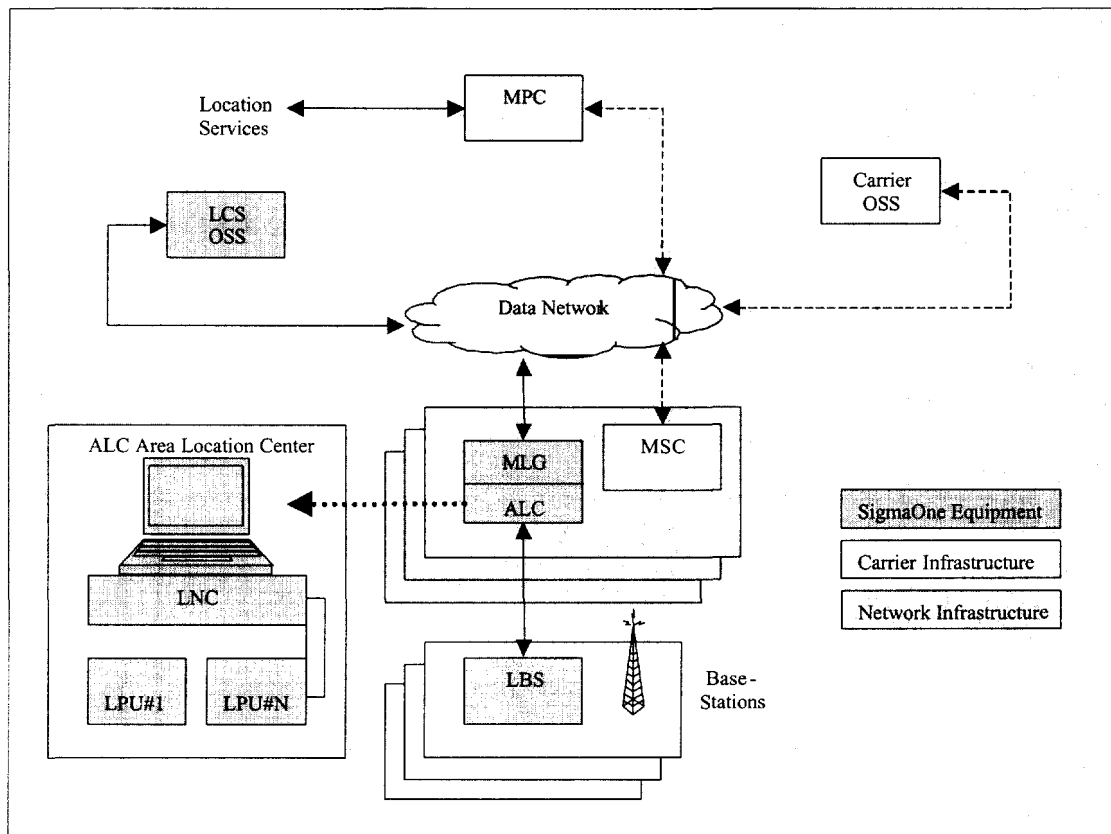 MPC
Location
Services
Carrier
OSS
LCS
OSS
Data Network
ALC Area Location Center
MLG
MSC
ALC
SigmaOne Equipment
Carrier Infrastructure
LNC
Network Infrastructure
LBS
Base-
Stations
LPU#1
LPU#N